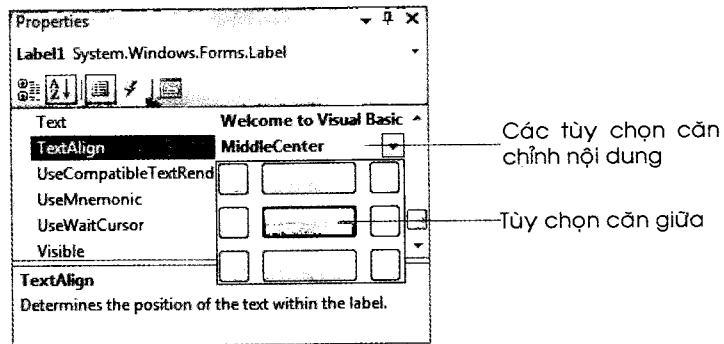 Properties
Label1 System.Windows.Forms.Label
Text Welcome to Visual Basic
TextAlign MiddleCenter
UseCompatibleTextRend
UseMnemonic
UseWaitCursor
Visible
TextAlign
Determines the position of the text within the label.
Các tùy chọn căn
chỉnh nội dung
Tùy chọn căn giữa